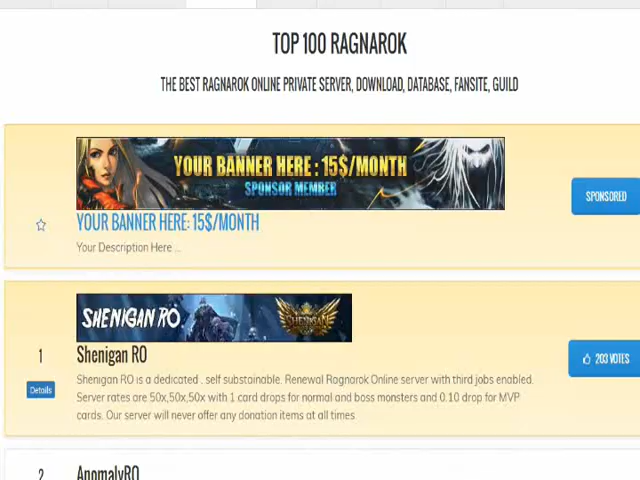 TOP 100 RAGNAROK
THE BEST RAGNAROK ONLINE PRIVATE SERVER, DOWNLOAD, DATABASE, FANSITE, GUILD
YOUR BANNER HERE : 15$/MONTH
SPONSOR MEMBER
SPONSORED
YOUR BANNER HERE: 15$/MONTH
Your Description Here ...
SHENIGAN RO
SHENIGAN
1
Shenigan RO
203 VOTES
Details
Shenigan RO is a dedicated . self substainable. Renewal Ragnarok Online server with third jobs enabled.
Server rates are 50x,50x,50x with 1 card drops for normal and boss monsters and 0.10 drop for MVP
cards. Our server will never offer any donation items at all times
2
AnomalyRO